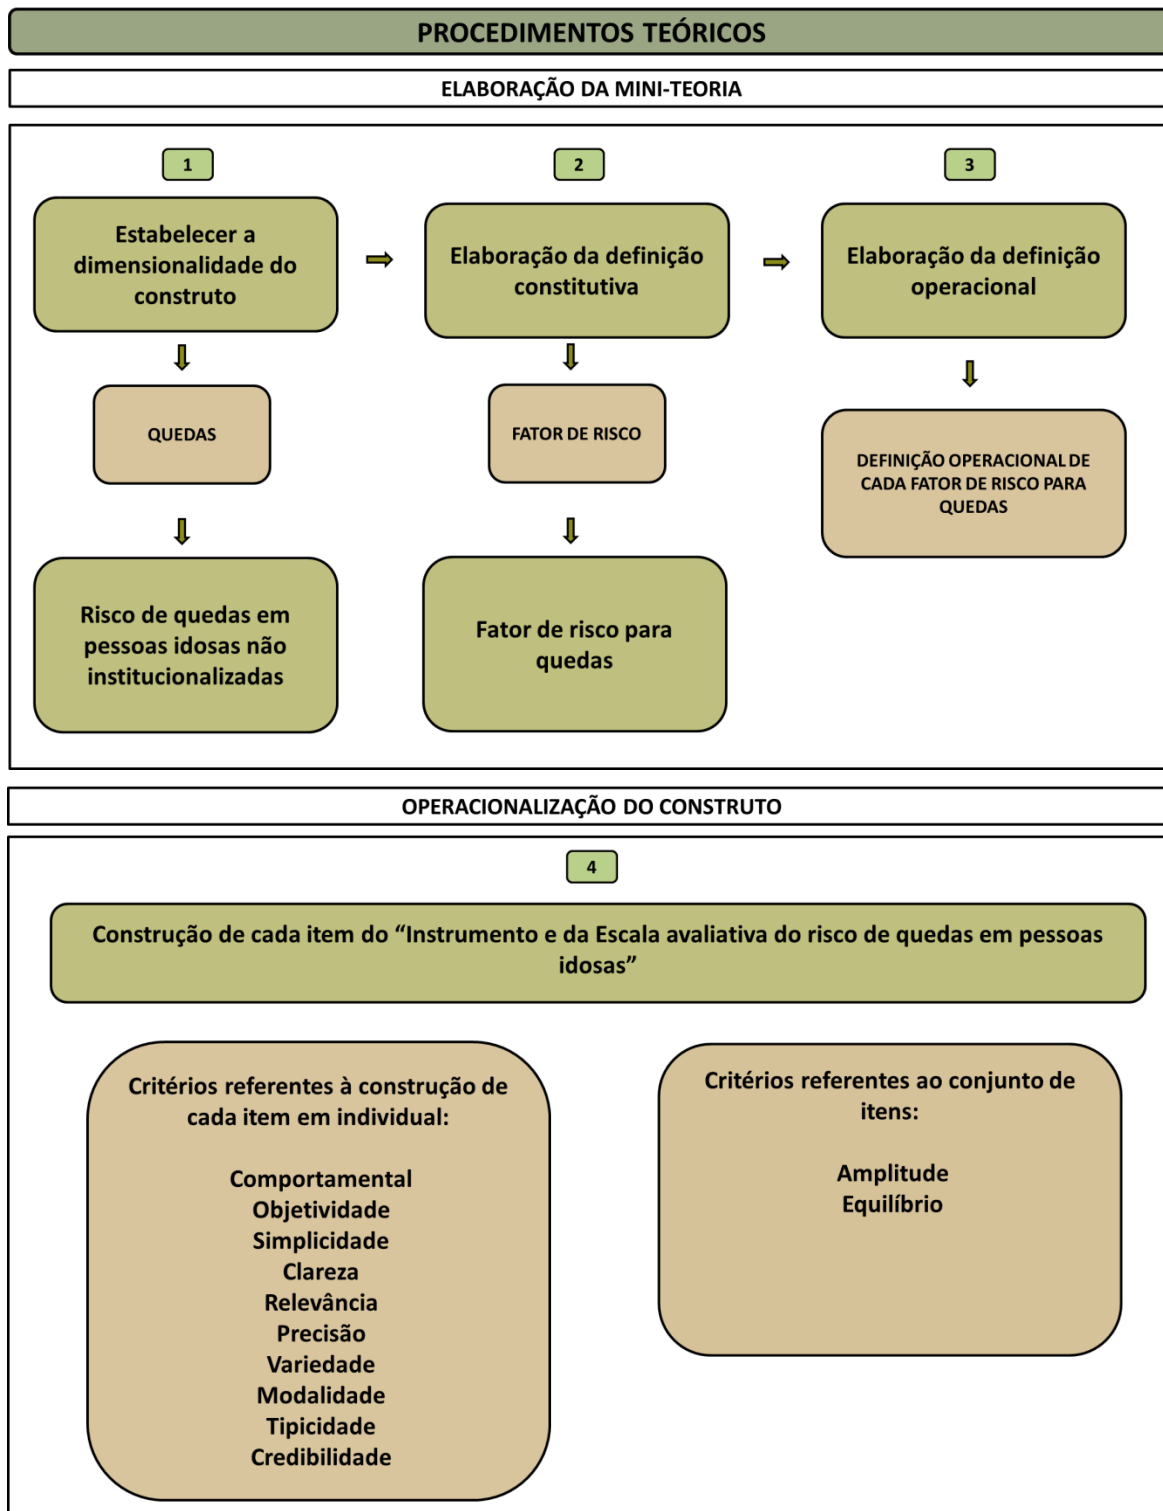 PROCEDIMENTOS TEÓRICOS
ELABORAÇÃO DA MINI-TEORIA
1
2
3
Estabelecer a
dimensionalidade do
construto
Elaboração da definição
constitutiva
Elaboração da definição
operacional
QUEDAS
FATOR DE RISCO
DEFINIÇÃO OPERACIONAL DE
CADA FATOR DE RISCO PARA
QUEDAS
Risco de quedas em
pessoas idosas não
institucionalizadas
Fator de risco para
quedas
OPERACIONALIZAÇÃO DO CONSTRUTO
4
Construção de cada item do “Instrumento e da Escala avaliativa do risco de quedas em pessoas
idosas”
Critérios referentes à construção de
cada item em individual:
Comportamental
Objetividade
Simplicidade
Clareza
Relevância
Precisão
Variedade
Modalidade
Tipicidade
Credibilidade
Critérios referentes ao conjunto de
itens:
Amplitude
Equilíbrio